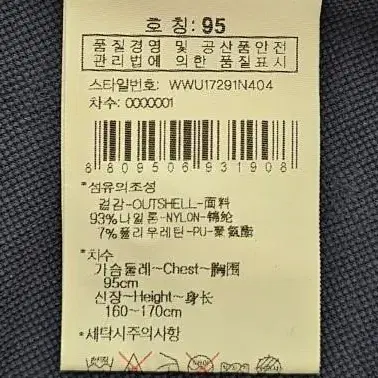 호 칭: 95
품질경영 및 공산품안전
관리법에 의한 품질표시
스타일번호: WWU17291N404
차수: 0000001
8 809506 931908
*섬유의조성
겉감-OUTSHELL-面料
93%나일론-NYLON-锦纶
7%폴리우레탄-PU-聚氨酯
*치수
가슴둘레~Chest~胸围
95cm
신장~Height~身长
160~170cm
*세탁시주의사항